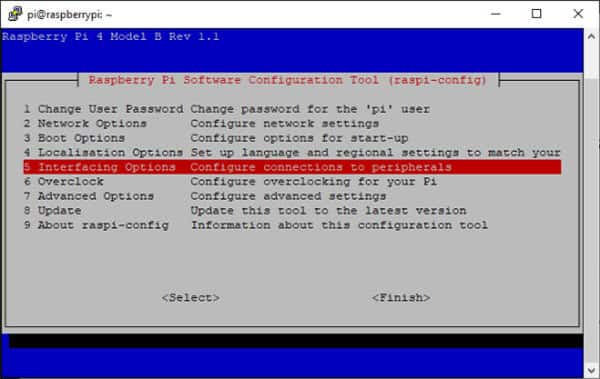 pi@raspberrypi: ~
Raspberry Pi 4 Model B Rev 1.1
Raspberry Pi Software Configuration Tool (raspi-config)
1 Change User Password Change password for the 'pi' user
2 Network Options Configure network settings
3 Boot Options Configure options for start-up
4 Localisation Options Set up language and regional settings to match your
5 Interfacing Options Configure connections to peripherals
6 Overclock Configure overclocking for your Pi
7 Advanced Options Configure advanced settings
8 Update Update this tool to the latest version
9 About raspi-config Information about this configuration tool
<Select> <Finish>